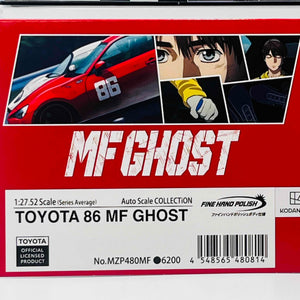 86
MF GHOST
1:27.52 Scale (Series Average) Auto Scale COLLECTION
TOYOTA 86 MF GHOST
FINE HAND POLISH
ファインハンドポリッシュボディ仕様
TOYOTA
OFFICIAL
LICENSED
PRODUCT
No.MZP480MF ●6200
4 548565 480814